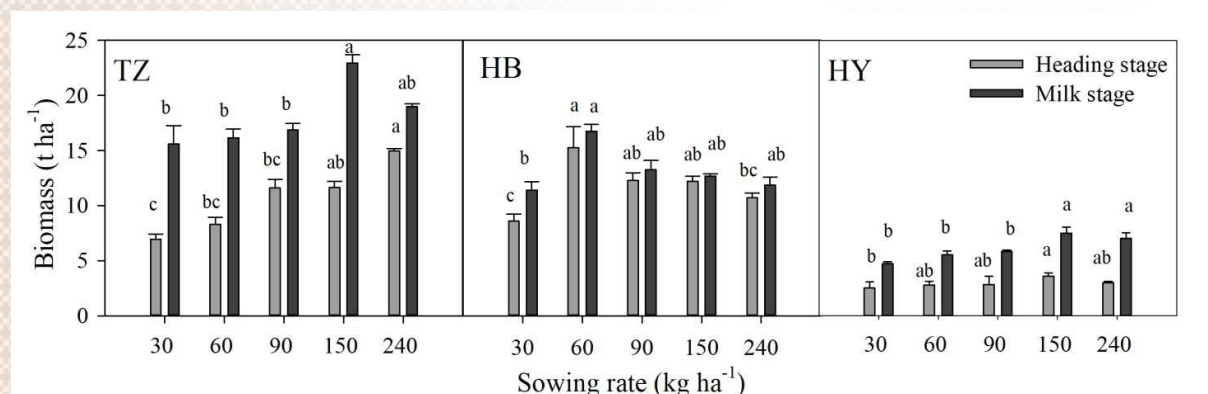 25
20
15
10
5
0
Biomass (t ha⁻¹)
TZ
c
b
bc
b
bc
b
ab
a
a
ab
30 60 90 150 240
HB
c
b
a
a
ab
ab
ab
ab
bc
ab
30 60 90 150 240
HY
Heading stage
Milk stage
b
b
ab
b
ab
b
a
a
ab
a
30 60 90 150 240
Sowing rate (kg ha⁻¹)